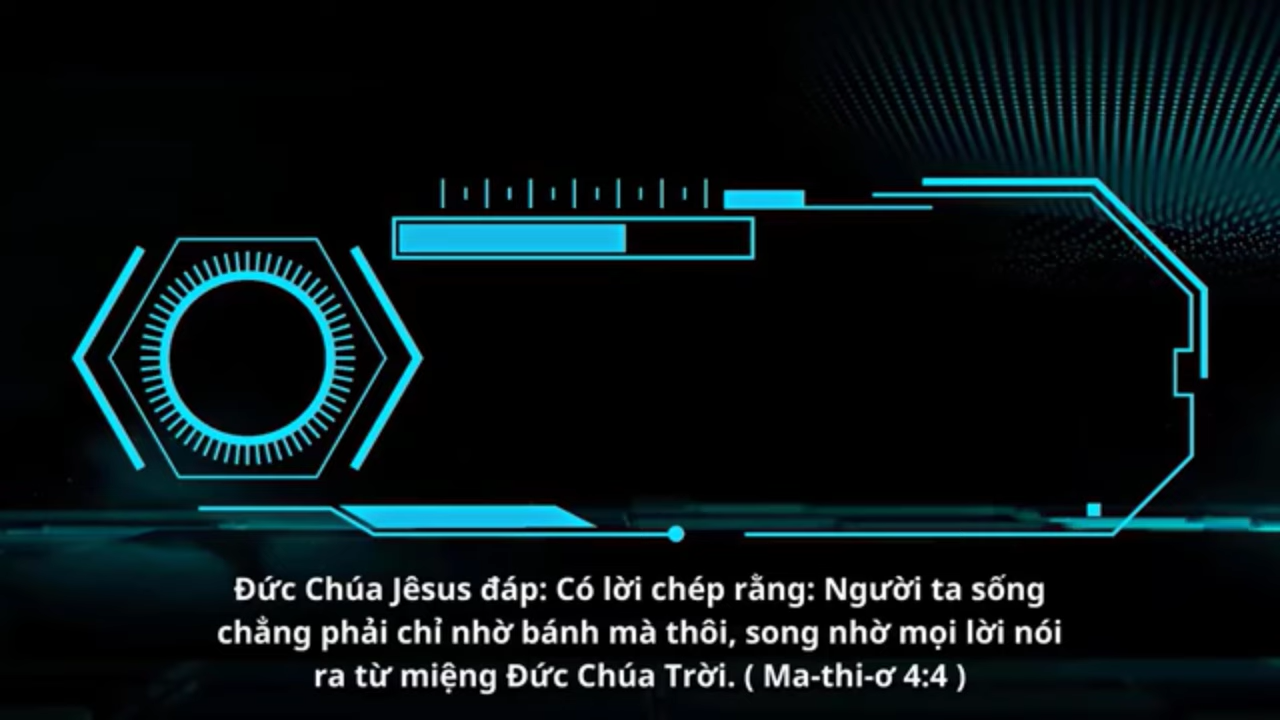 Đức Chúa Jêsus đáp: Có lời chép rằng: Người ta sống
chẳng phải chỉ nhờ bánh mà thôi, song nhờ mọi lời nói
ra từ miệng Đức Chúa Trời. ( Ma-thi-ơ 4:4 )